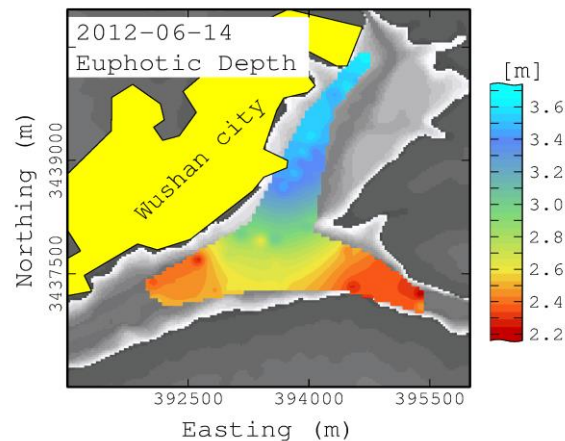 2012-06-14
Euphotic Depth
[m]
3.6
3.4
3.2
3.0
2.8
2.6
2.4
2.2
Wushan city
Northing (m)
3439000
3437500
392500 394000 395500
Easting (m)